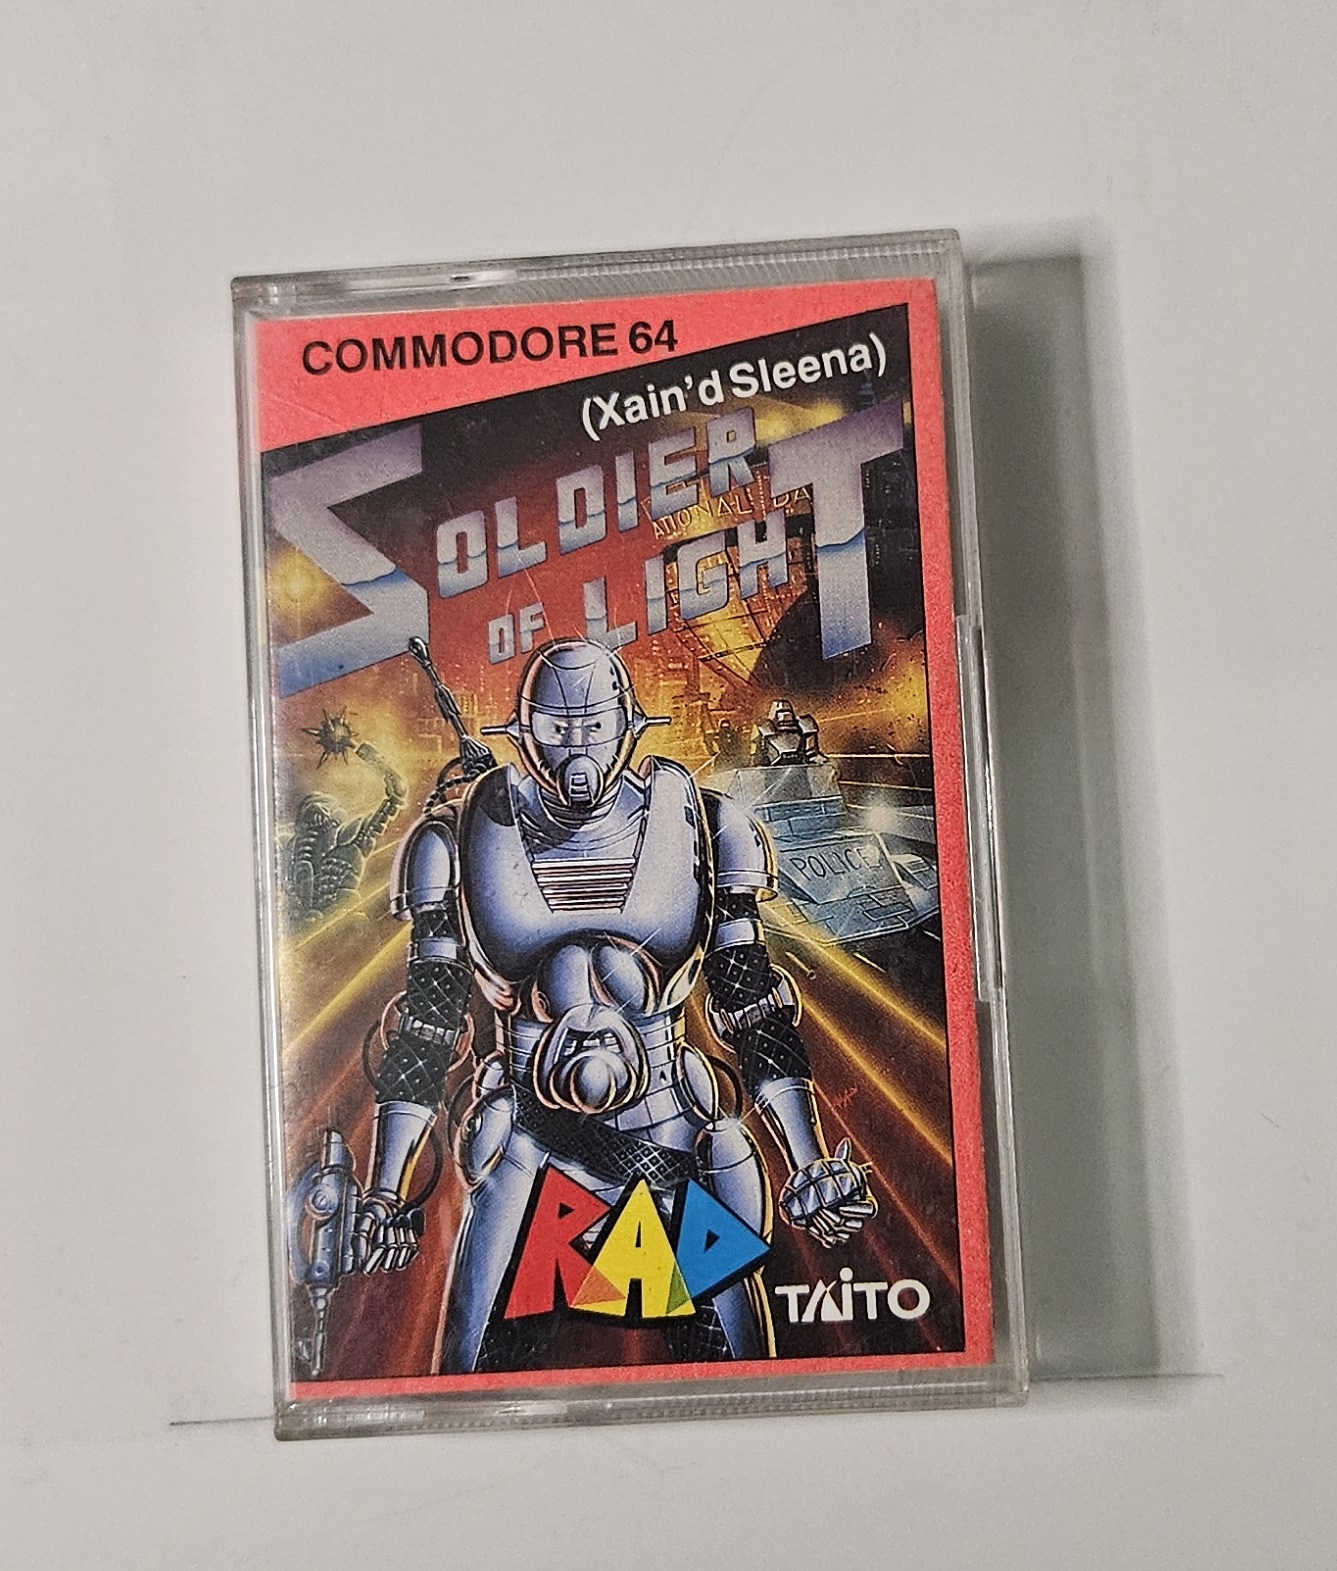 COMMODORE 64
(Xain'd Sleena)
SOLDIER
OF LIGHT
POLICE
RAD
TAITO